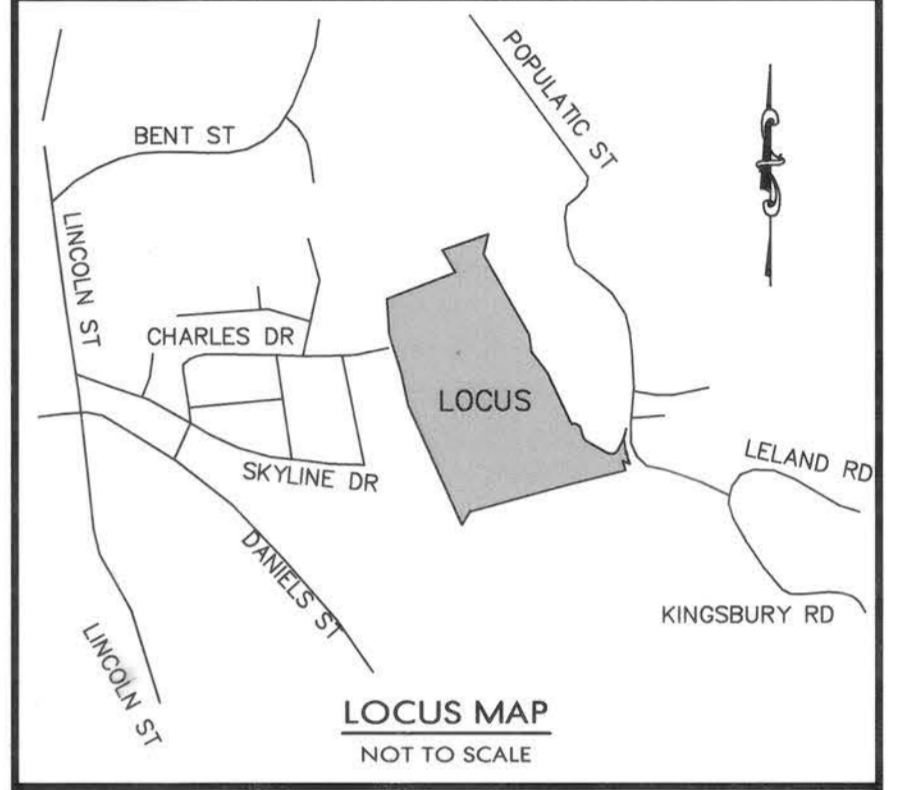 POPULATIC ST
BENT ST
LINCOLN ST
CHARLES DR
LOCUS
SKYLINE DR
LELAND RD
DANIELS ST
KINGSBURY RD
LINCOLN ST
LOCUS MAP
NOT TO SCALE